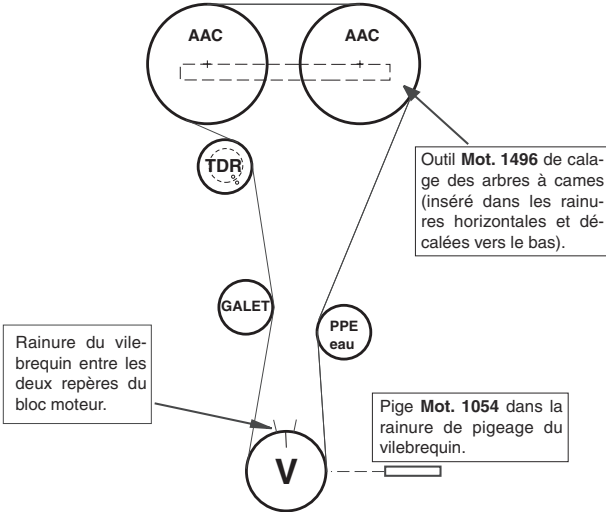 AAC
AAC
TDR
%
Outil Mot. 1496 de cala-
ge des arbres à cames
(inséré dans les rainu-
res horizontales et dé-
calées vers le bas).
GALET
PPE
eau
Rainure du vile-
brequin entre les
deux repères du
bloc moteur.
Pige Mot. 1054 dans la
rainure de pigeage du
vilebrequin.
V